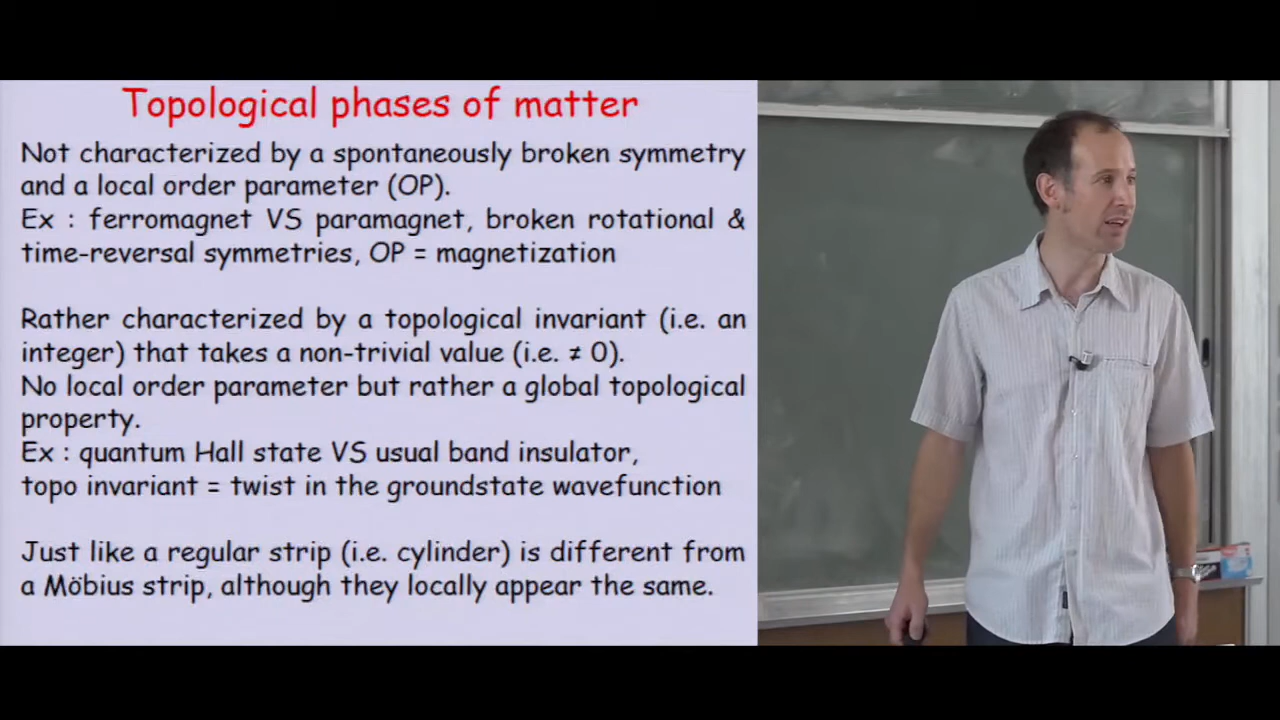 Topological phases of matter
Not characterized by a spontaneously broken symmetry
and a local order parameter (OP).
Ex : ferromagnet VS paramagnet, broken rotational &
time-reversal symmetries, OP = magnetization
Rather characterized by a topological invariant (i.e. an
integer) that takes a non-trivial value (i.e. ≠ 0).
No local order parameter but rather a global topological
property.
Ex : quantum Hall state VS usual band insulator,
topo invariant = twist in the groundstate wavefunction
Just like a regular strip (i.e. cylinder) is different from
a Möbius strip, although they locally appear the same.